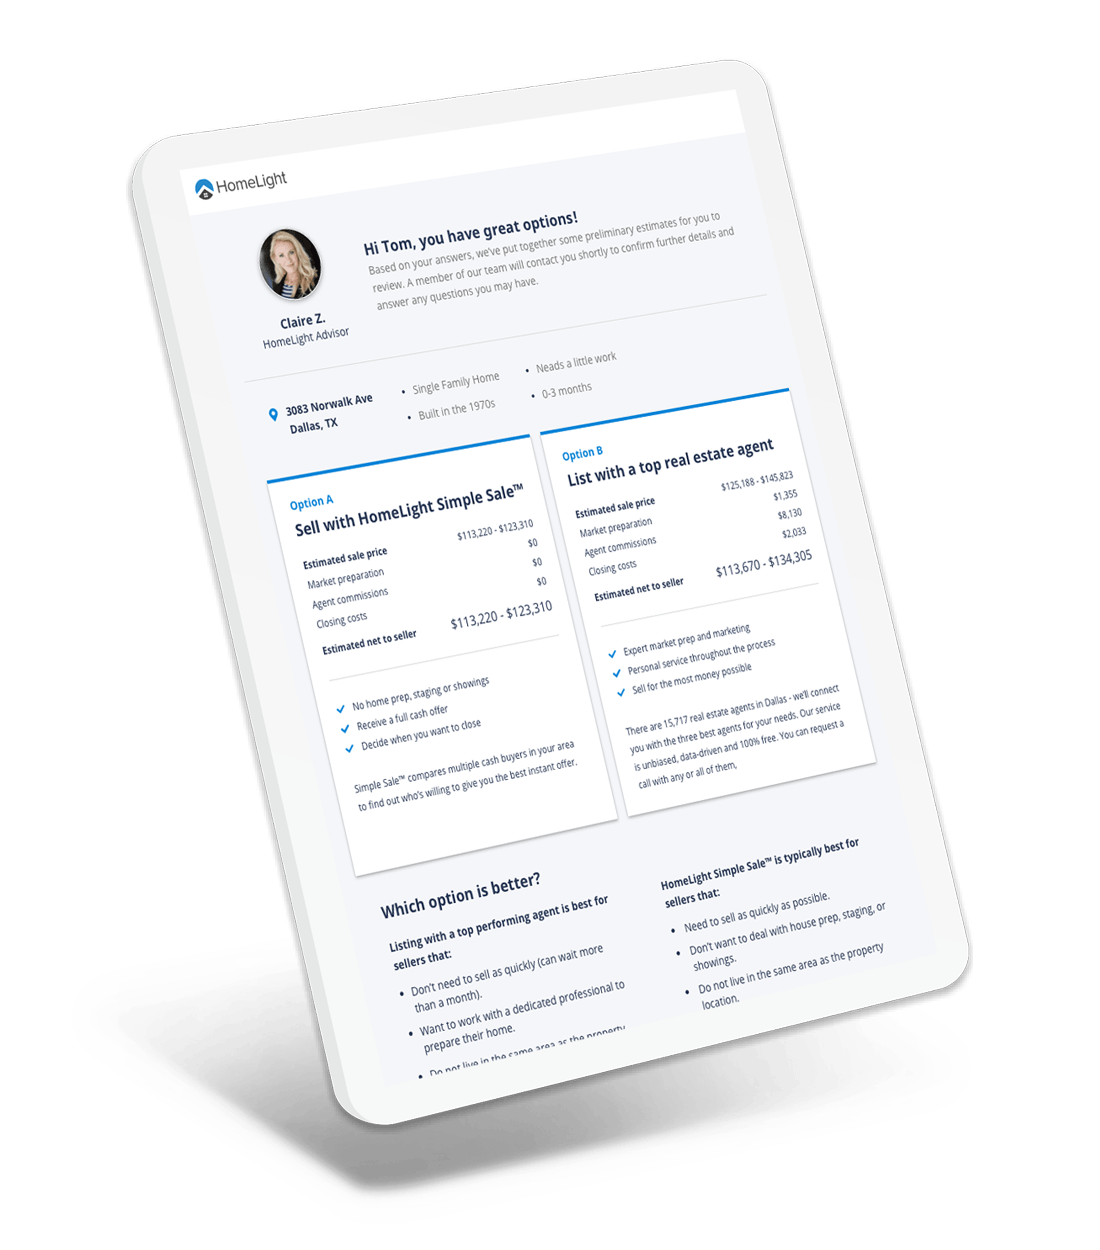 HomeLight
Hi Tom, you have great options!
Based on your answers, we've put together some preliminary estimates for you to
review. A member of our team will contact you shortly to confirm further details and
answer any questions you may have.
Claire Z.
HomeLight Advisor
3083 Norwalk Ave
Dallas, TX
• Single Family Home
• Built in the 1970s
• Neads a little work
• 0-3 months
Option A
Sell with HomeLight Simple Sale™
Estimated sale price $113,220 - $123,310
Market preparation $0
Agent commissions $0
Closing costs $0
Estimated net to seller $113,220 - $123,310
No home prep, staging or showings
Receive a full cash offer
Decide when you want to close
Simple Sale™ compares multiple cash buyers in your area
to find out who's willing to give you the best instant offer.
Option B
List with a top real estate agent
Estimated sale price $125,188 - $145,823
Market preparation $1,355
Agent commissions $8,130
Closing costs $2,033
Estimated net to seller $113,670 - $134,305
Expert market prep and marketing
Personal service throughout the process
Sell for the most money possible
There are 15,717 real estate agents in Dallas - we'll connect
you with the three best agents for your needs. Our service
is unbiased, data-driven and 100% free. You can request a
call with any or all of them,
Which option is better?
Listing with a top performing agent is best for
sellers that:
• Don't need to sell as quickly (can wait more
than a month).
• Want to work with a dedicated professional to
prepare their home.
• Do not live in the same area as the property
HomeLight Simple Sale™ is typically best for
sellers that:
• Need to sell as quickly as possible.
• Don't want to deal with house prep, staging, or
showings.
• Do not live in the same area as the property
location.